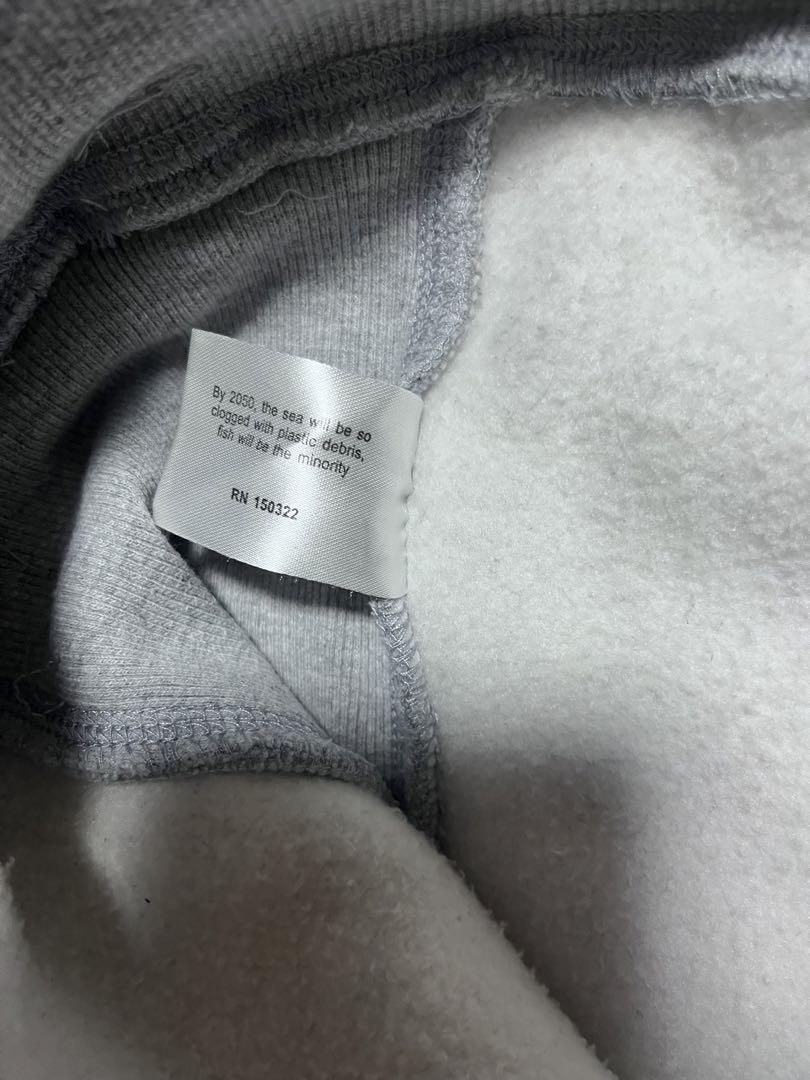 By 2050, the sea will be so
clogged with plastic debris,
fish will be the minority
RN 150322